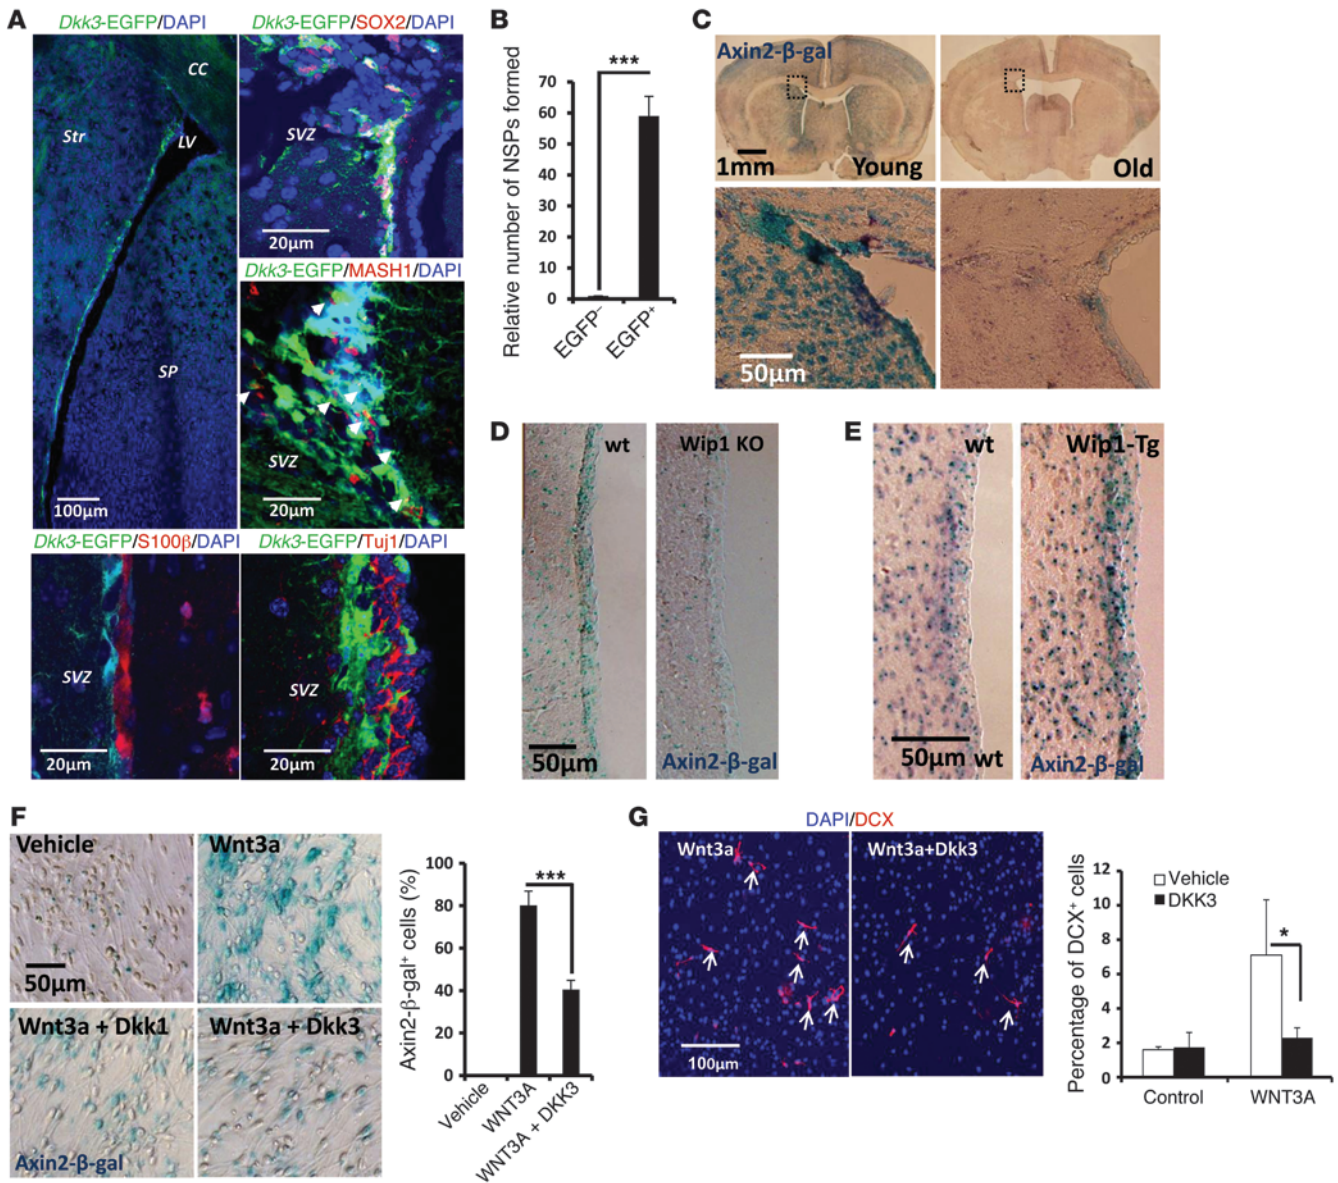 A
Dkk3-EGFP/DAPI
CC
Str
LV
SP
100µm
Dkk3-EGFP/SOX2/DAPI
SVZ
20µm
Dkk3-EGFP/MASH1/DAPI
SVZ
20µm
Dkk3-EGFP/S100β/DAPI
SVZ
20µm
Dkk3-EGFP/Tuj1/DAPI
SVZ
20µm
B
***
Relative number of NSPs formed
70
60
50
40
30
20
10
0
EGFP⁻
EGFP⁺
C
Axin2-β-gal
1mm
Young
Old
50µm
D
wt
Wip1 KO
50µm
Axin2-β-gal
E
wt
Wip1-Tg
50µm
wt
Axin2-β-gal
F
Vehicle
Wnt3a
50µm
Wnt3a + Dkk1
Wnt3a + Dkk3
Axin2-β-gal
Axin2-β-gal⁺ cells (%)
100
80
60
40
20
0
***
Vehicle
WNT3A
WNT3A + DKK3
G
DAPI/DCX
Wnt3a
Wnt3a+Dkk3
100µm
Percentage of DCX⁺ cells
12
10
8
6
4
2
0
Vehicle
DKK3
*
Control
WNT3A